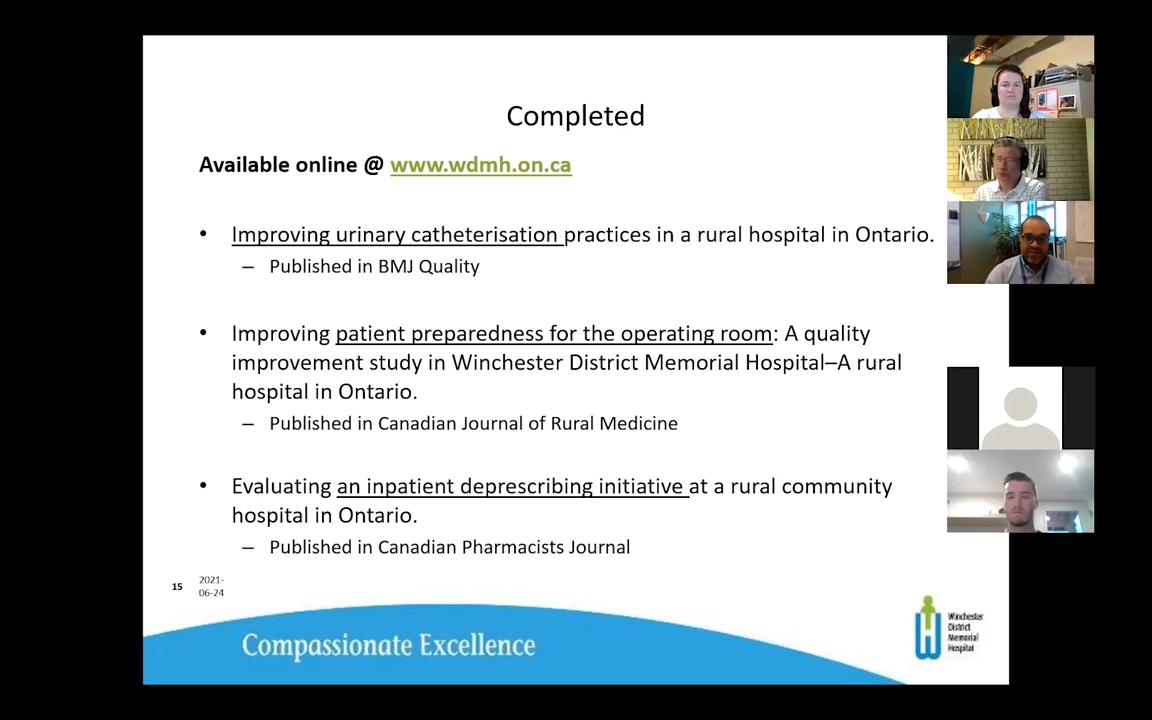 Completed
Available online @ www.wdmh.on.ca
• Improving urinary catheterisation practices in a rural hospital in Ontario.
– Published in BMJ Quality
• Improving patient preparedness for the operating room: A quality
improvement study in Winchester District Memorial Hospital–A rural
hospital in Ontario.
– Published in Canadian Journal of Rural Medicine
• Evaluating an inpatient deprescribing initiative at a rural community
hospital in Ontario.
– Published in Canadian Pharmacists Journal
15
2021-
06-24
Compassionate Excellence
Winchester
District
Memorial
Hospital